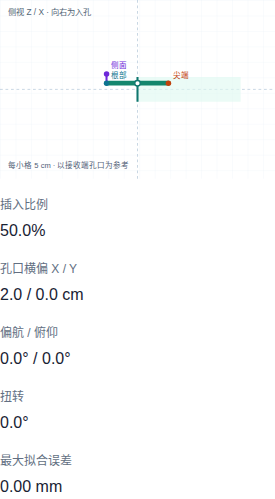 侧视 Z / X · 向右为入孔
侧面
根部
尖端
每小格 5 cm · 以接收端孔口为参考
插入比例
50.0%
孔口横偏 X / Y
2.0 / 0.0 cm
偏航 / 俯仰
0.0° / 0.0°
扭转
0.0°
最大拟合误差
0.00 mm